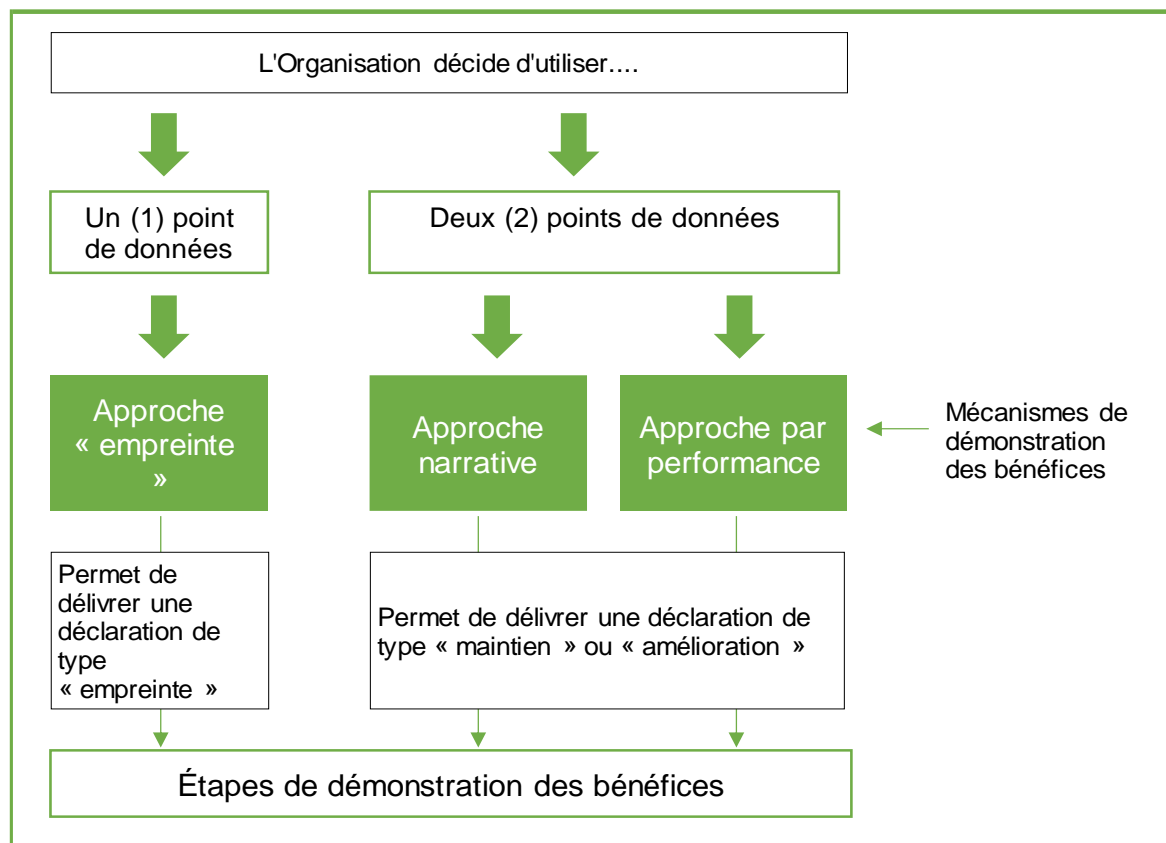 L'Organisation décide d'utiliser....
Un (1) point
de données
Deux (2) points de données
Approche
« empreinte
»
Approche
narrative
Approche par
performance
Mécanismes de
démonstration
des bénéfices
Permet de
délivrer une
déclaration de
type
« empreinte »
Permet de délivrer une déclaration de
type « maintien » ou « amélioration »
Étapes de démonstration des bénéfices